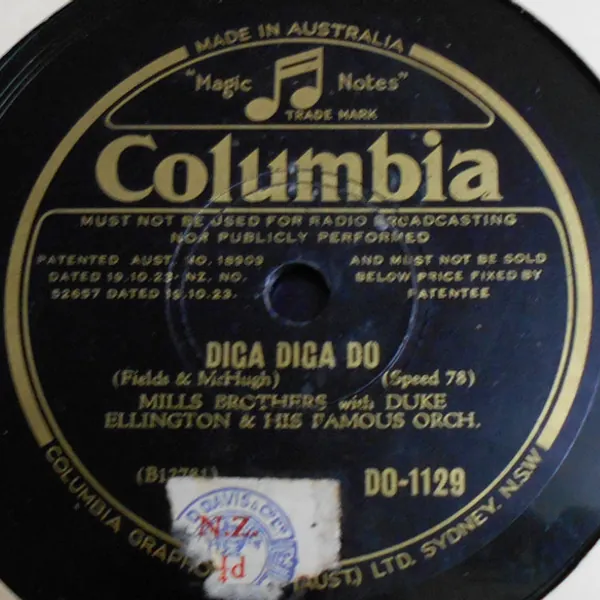 MADE IN AUSTRALIA
"Magic Notes"
TRADE MARK
Columbia
MUST NOT BE USED FOR RADIO BROADCASTING
NOR PUBLICLY PERFORMED
PATENTED AUST. NO. 18909
DATED 19.10.23 - NZ. NO.
52657 DATED 19.10.23.
AND MUST NOT BE SOLD
BELOW PRICE FIXED BY
PATENTEE
DIGA DIGA DO
(Fields & McHugh) (Speed 78)
MILLS BROTHERS with DUKE
ELLINGTON & HIS FAMOUS ORCH.
DO-1129
DAVIS &
N.Z.
COLUMBIA (AUST.) LTD. SYDNEY. N.S.W